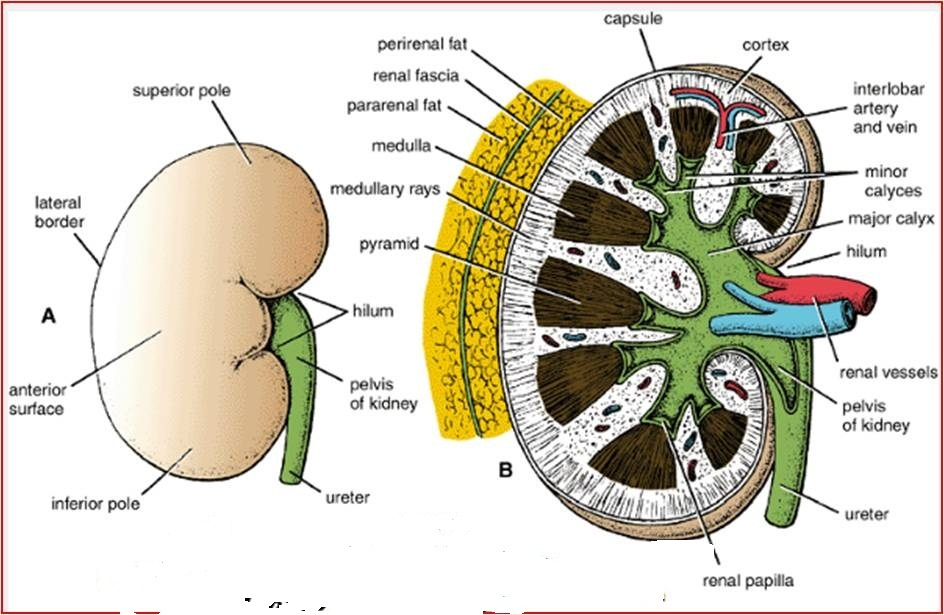 superior pole
lateral
border
A
hilum
anterior
surface
pelvis
of kidney
inferior pole
ureter
capsule
perirenal fat
cortex
renal fascia
interlobar
artery
and vein
pararenal fat
medulla
minor
calyces
medullary rays
major calyx
pyramid
hilum
renal vessels
pelvis
of kidney
B
ureter
renal papilla